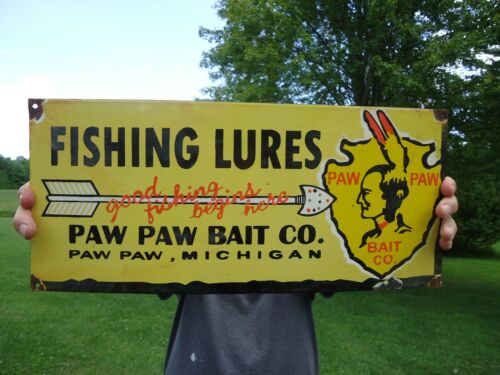 FISHING LURES
good
fishing
begins here
PAW PAW BAIT CO.
PAW PAW, MICHIGAN
PAW PAW
BAIT
CO.